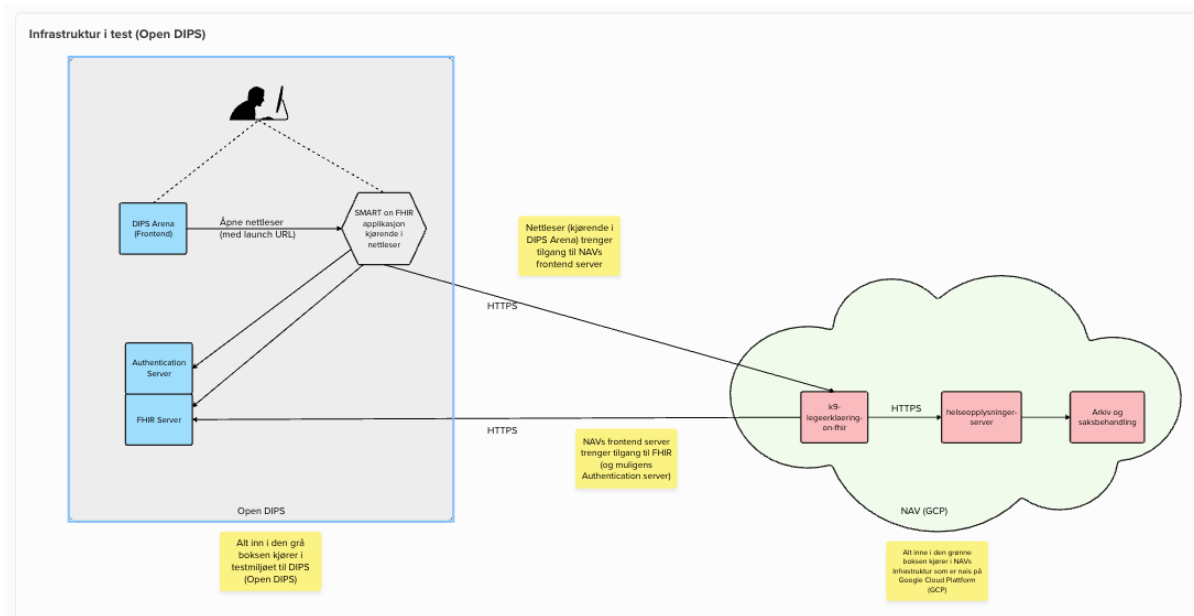 Infrastruktur i test (Open DIPS)
DIPS Arena
(Frontend)
Åpne nettleser
(med launch URL)
SMART on FHIR
applikasjon
kjørende i
nettleser
Nettleser (kjørende i
DIPS Arena) trenger
tilgang til NAVs
frontend server
HTTPS
Authentication
Server
FHIR Server
k9-
legeerklaering-
on-fhir
HTTPS
helseopplysninger-
server
Arkiv og
saksbehandling
HTTPS
NAVs frontend server
trenger tilgang til FHIR
(og muligens
Authentication server)
Open DIPS
NAV (GCP)
Alt inn i den grå
boksen kjører i
testmiljøet til DIPS
(Open DIPS)
Alt inne i den grønne
boksen kjører i NAVs
Infrastruktur som er nais på
Google Cloud Plattform
(GCP)